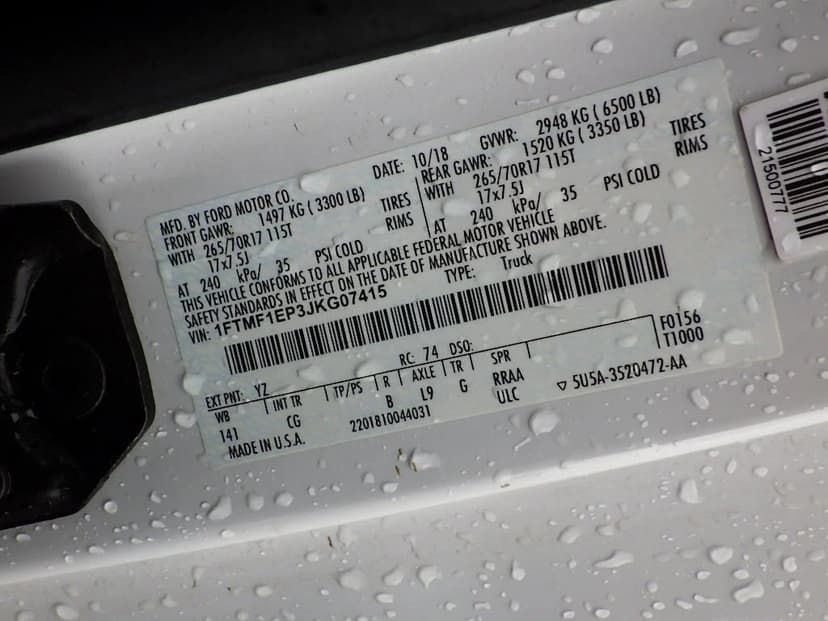 MFD. BY FORD MOTOR CO.
DATE: 10/18
GVWR: 2948 KG ( 6500 LB)
FRONT GAWR: 1497 KG ( 3300 LB)
REAR GAWR: 1520 KG ( 3350 LB)
WITH 265/70R17 115T TIRES
WITH 265/70R17 115T TIRES
17x7.5J RIMS
17x7.5J RIMS
AT 240 kPa/ 35 PSI COLD
AT 240 kPa/ 35 PSI COLD
THIS VEHICLE CONFORMS TO ALL APPLICABLE FEDERAL MOTOR VEHICLE
SAFETY STANDARDS IN EFFECT ON THE DATE OF MANUFACTURE SHOWN ABOVE.
VIN: 1FTMF1EP3JKG07415
TYPE: Truck
F0156
T1000
EXT PNT: YZ
RC: 74 DSO:
WB INT TR TP/PS R AXLE TR SPR
141 CG B L9 G RRAA
ULC
▽ 5U5A-3520472-AA
MADE IN U.S.A.
2201810044031
21500777